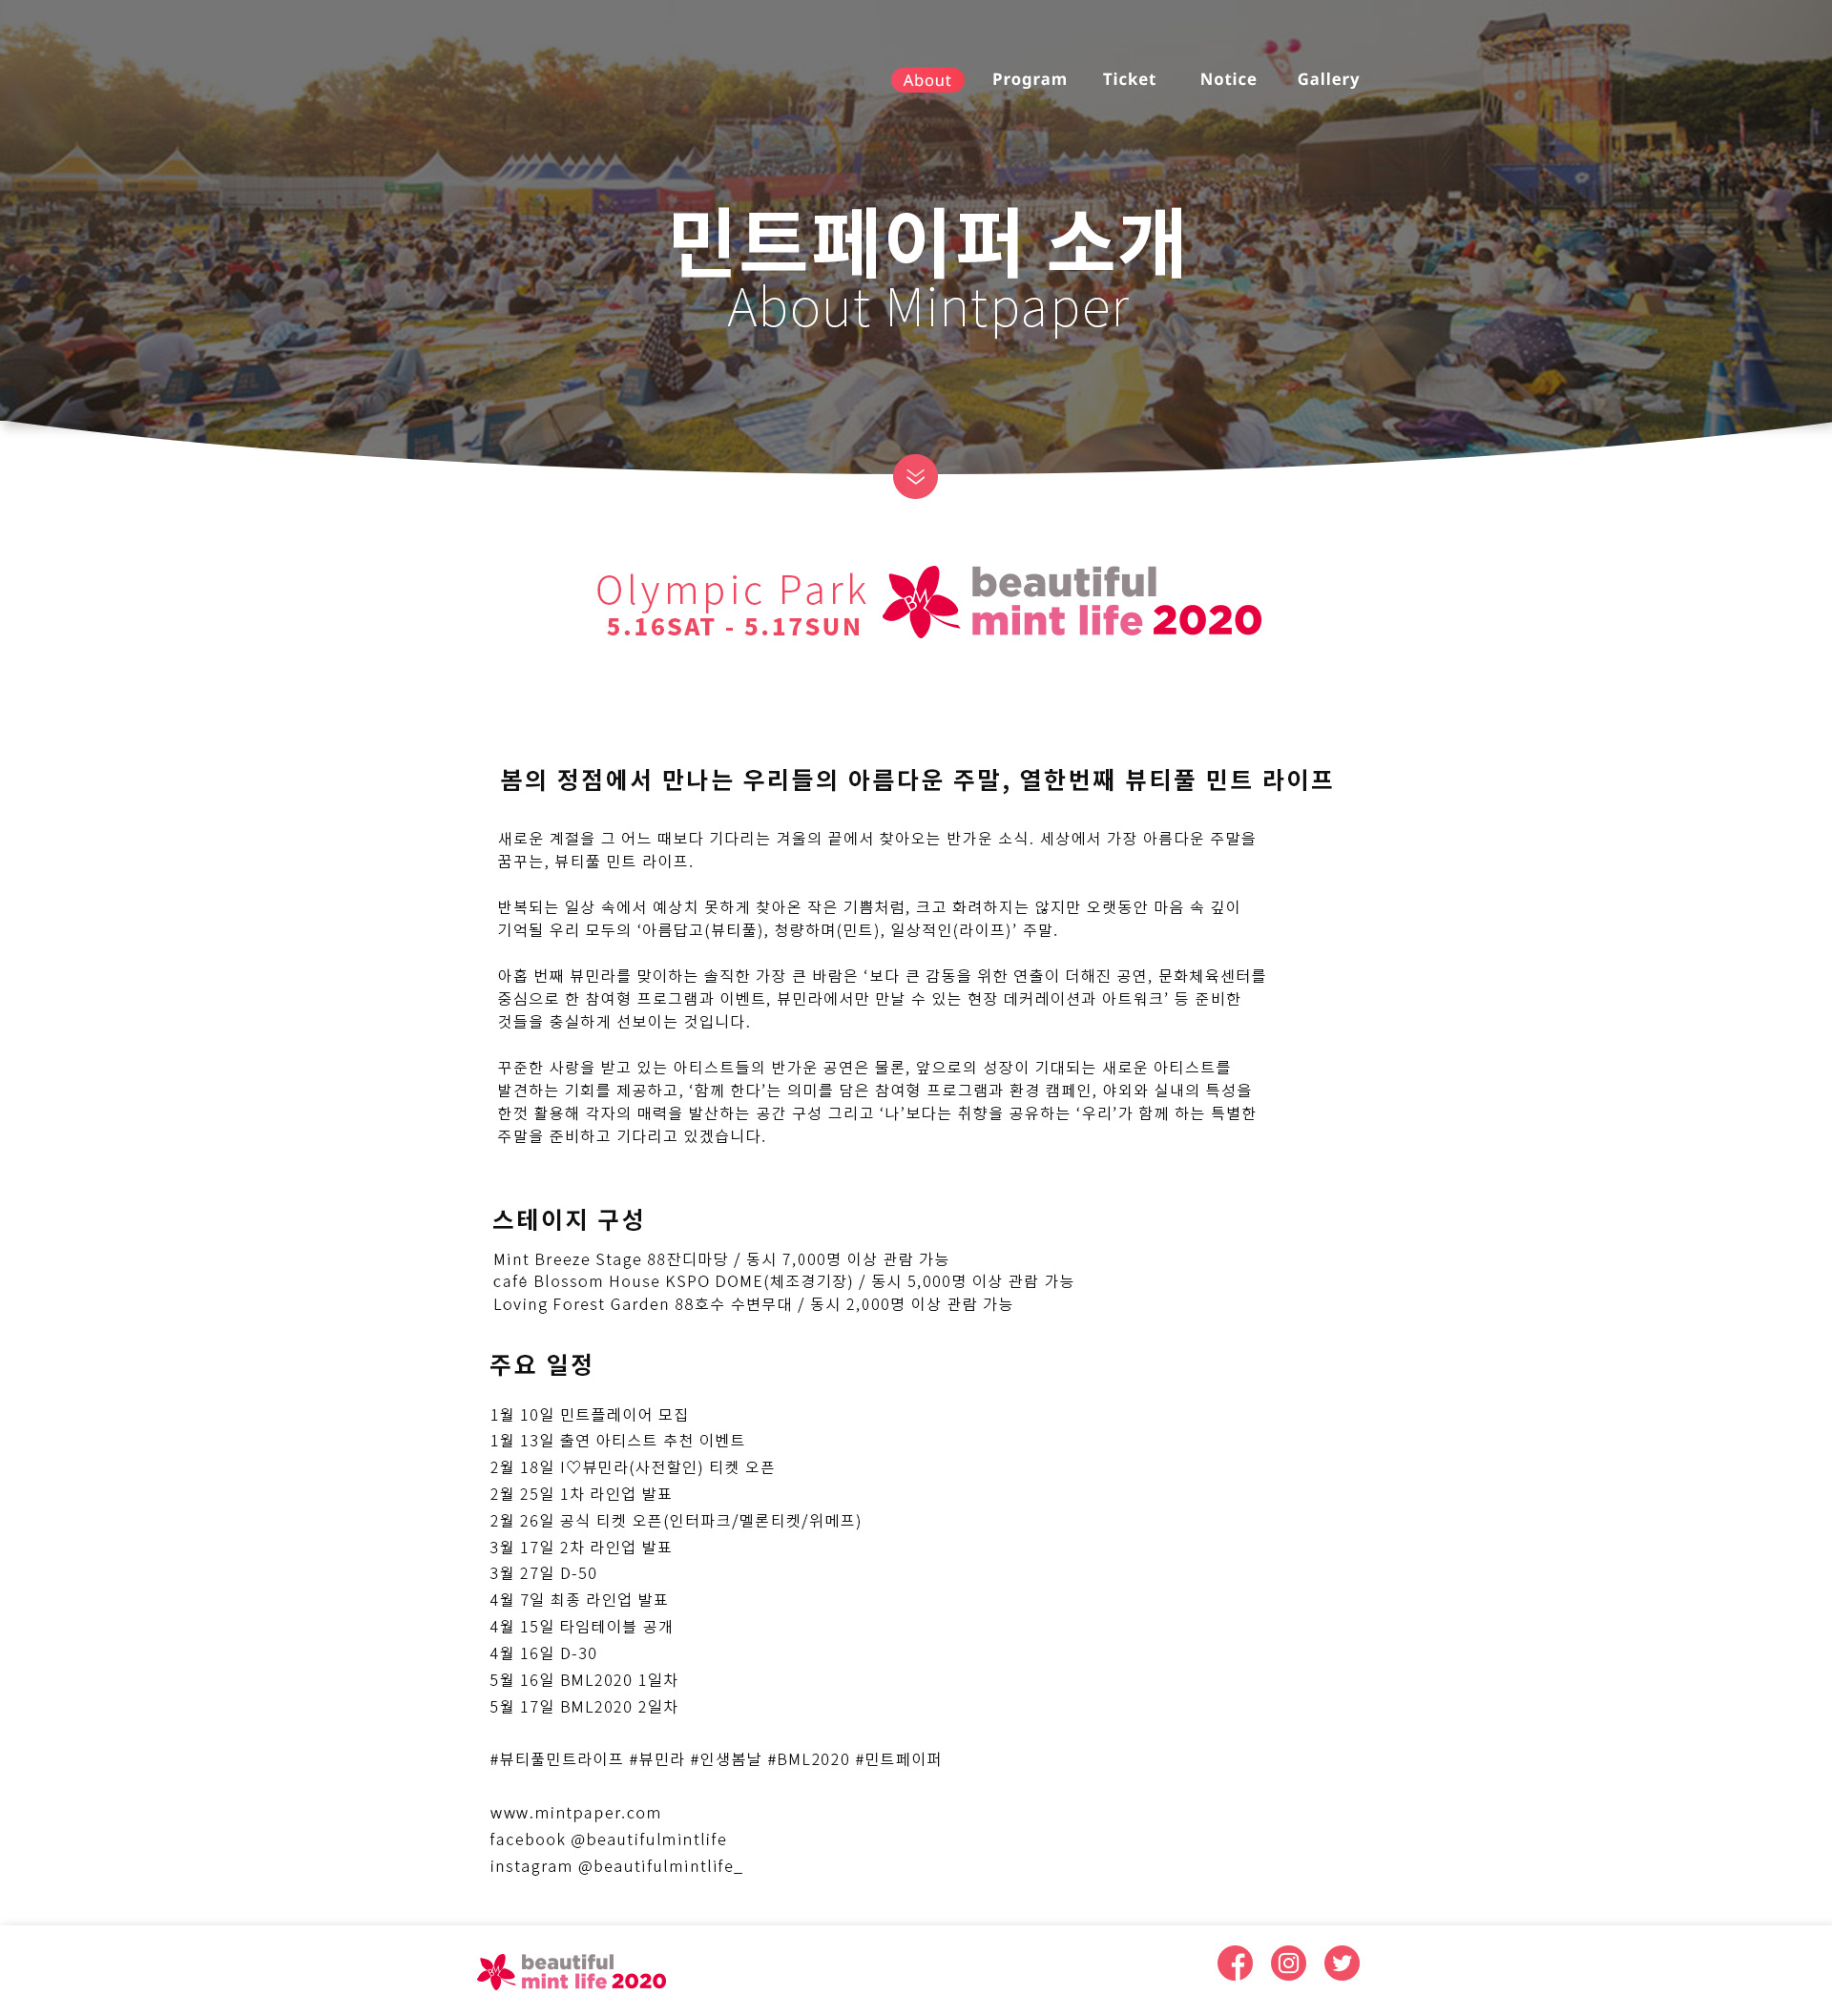 About Program Ticket Notice Gallery
민트페이퍼 소개
About Mintpaper
Olympic Park
5.16SAT - 5.17SUN
BML
beautiful
mint life 2020
봄의 정점에서 만나는 우리들의 아름다운 주말, 열한번째 뷰티풀 민트 라이프
새로운 계절을 그 어느 때보다 기다리는 겨울의 끝에서 찾아오는 반가운 소식. 세상에서 가장 아름다운 주말을
꿈꾸는, 뷰티풀 민트 라이프.
반복되는 일상 속에서 예상치 못하게 찾아온 작은 기쁨처럼, 크고 화려하지는 않지만 오랫동안 마음 속 깊이
기억될 우리 모두의 ‘아름답고(뷰티풀), 청량하며(민트), 일상적인(라이프)’ 주말.
아홉 번째 뷰민라를 맞이하는 솔직한 가장 큰 바람은 ‘보다 큰 감동을 위한 연출이 더해진 공연, 문화체육센터를
중심으로 한 참여형 프로그램과 이벤트, 뷰민라에서만 만날 수 있는 현장 데커레이션과 아트워크’ 등 준비한
것들을 충실하게 선보이는 것입니다.
꾸준한 사랑을 받고 있는 아티스트들의 반가운 공연은 물론, 앞으로의 성장이 기대되는 새로운 아티스트를
발견하는 기회를 제공하고, ‘함께 한다’는 의미를 담은 참여형 프로그램과 환경 캠페인, 야외와 실내의 특성을
한껏 활용해 각자의 매력을 발산하는 공간 구성 그리고 ‘나’보다는 취향을 공유하는 ‘우리’가 함께 하는 특별한
주말을 준비하고 기다리고 있겠습니다.
스테이지 구성
Mint Breeze Stage 88잔디마당 / 동시 7,000명 이상 관람 가능
café Blossom House KSPO DOME(체조경기장) / 동시 5,000명 이상 관람 가능
Loving Forest Garden 88호수 수변무대 / 동시 2,000명 이상 관람 가능
주요 일정
1월 10일 민트플레이어 모집
1월 13일 출연 아티스트 추천 이벤트
2월 18일 I♡뷰민라(사전할인) 티켓 오픈
2월 25일 1차 라인업 발표
2월 26일 공식 티켓 오픈(인터파크/멜론티켓/위메프)
3월 17일 2차 라인업 발표
3월 27일 D-50
4월 7일 최종 라인업 발표
4월 15일 타임테이블 공개
4월 16일 D-30
5월 16일 BML2020 1일차
5월 17일 BML2020 2일차
#뷰티풀민트라이프 #뷰민라 #인생봄날 #BML2020 #민트페이퍼
www.mintpaper.com
facebook @beautifulmintlife
instagram @beautifulmintlife_
BML
beautiful
mint life 2020